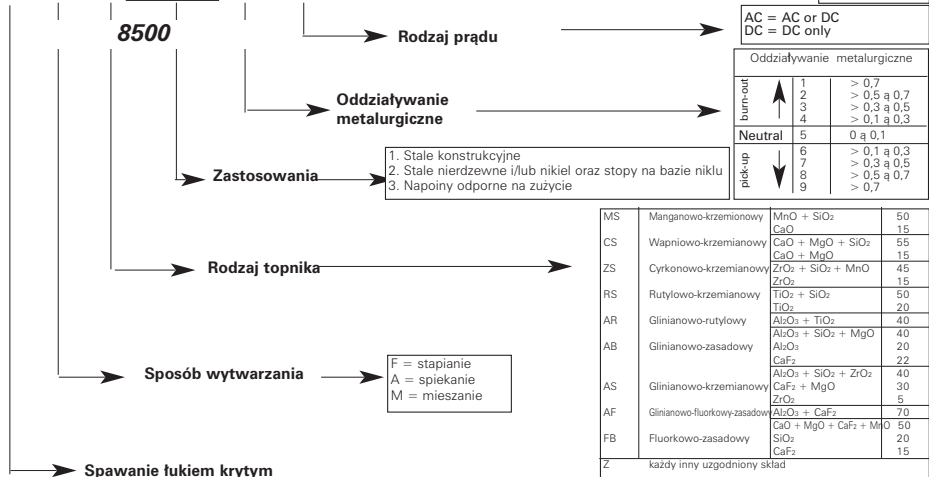 8500
Rodzaj prądu
AC = AC or DC
DC = DC only
Oddziaływanie
metalurgiczne
Oddziaływanie metalurgiczne
burn-out
1 > 0,7
2 > 0,5 ą 0,7
3 > 0,3 ą 0,5
4 > 0,1 ą 0,3
Neutral 5 0 ą 0,1
pick-up
6 > 0,1 ą 0,3
7 > 0,3 ą 0,5
8 > 0,5 ą 0,7
9 > 0,7
Zastosowania
1. Stale konstrukcyjne
2. Stale nierdzewne i/lub nikiel oraz stopy na bazie niklu
3. Napoiny odporne na zużycie
Rodzaj topnika
MS Manganowo-krzemionowy MnO + SiO₂ 50
CaO 15
CS Wapniowo-krzemianowy CaO + MgO + SiO₂ 55
CaO + MgO 15
ZS Cyrkonowo-krzemianowy ZrO₂ + SiO₂ + MnO 45
ZrO₂ 15
RS Rutylowo-krzemianowy TiO₂ + SiO₂ 50
TiO₂ 20
AR Glinianowo-rutylowy Al₂O₃ + TiO₂ 40
Al₂O₃ + SiO₂ + MgO 40
AB Glinianowo-zasadowy Al₂O₃ 20
CaF₂ 22
Al₂O₃ + SiO₂ + ZrO₂ 40
AS Glinianowo-krzemianowy CaF₂ + MgO 30
ZrO₂ 5
AF Glinianowo-fluorkowy-zasadowy Al₂O₃ + CaF₂ 70
CaO + MgO + CaF₂ + MnO 50
FB Fluorkowo-zasadowy SiO₂ 20
CaF₂ 15
Z każdy inny uzgodniony skład
Sposób wytwarzania
F = stapianie
A = spiekanie
M = mieszanie
Spawanie łukiem krytym